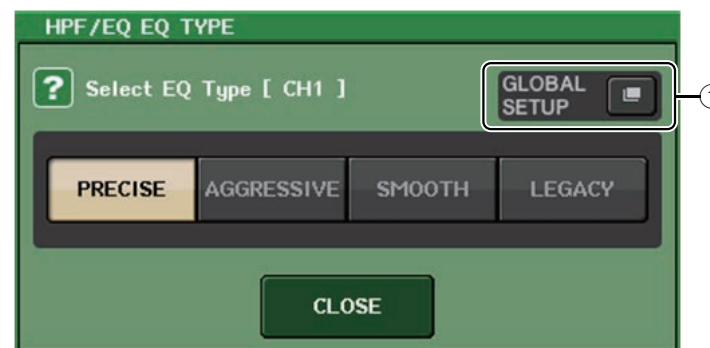 HPF/EQ EQ TYPE
? Select EQ Type [ CH1 ]
GLOBAL
SETUP
PRECISE
AGGRESSIVE
SMOOTH
LEGACY
CLOSE